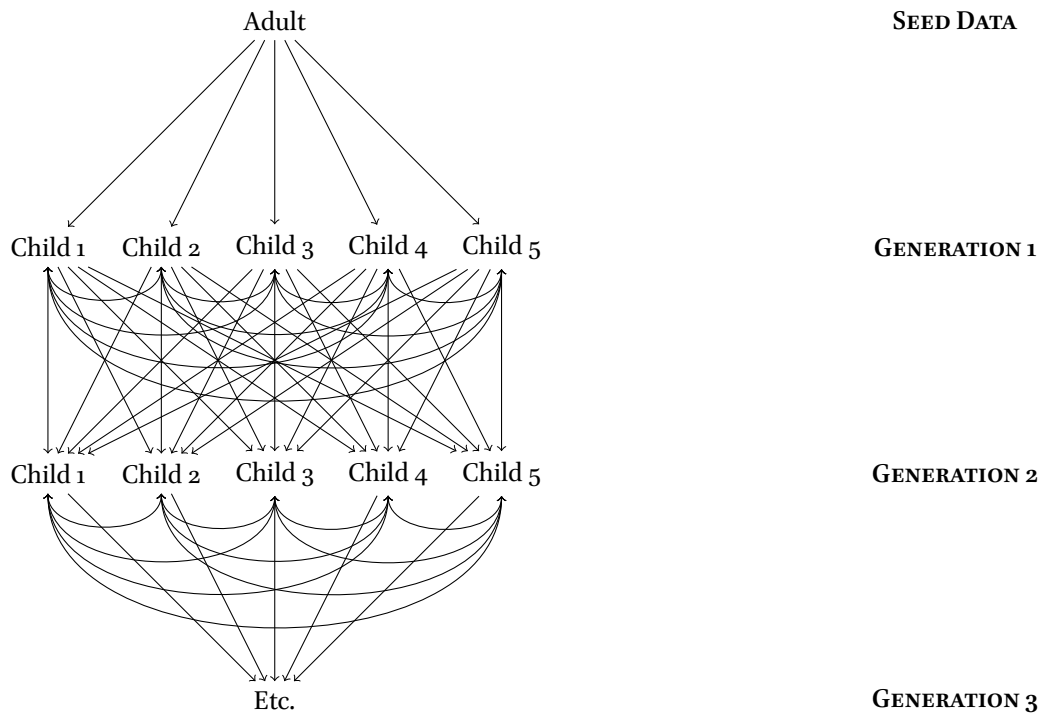 Adult SEED DATA
Child 1 Child 2 Child 3 Child 4 Child 5 GENERATION 1
Child 1 Child 2 Child 3 Child 4 Child 5 GENERATION 2
Etc. GENERATION 3